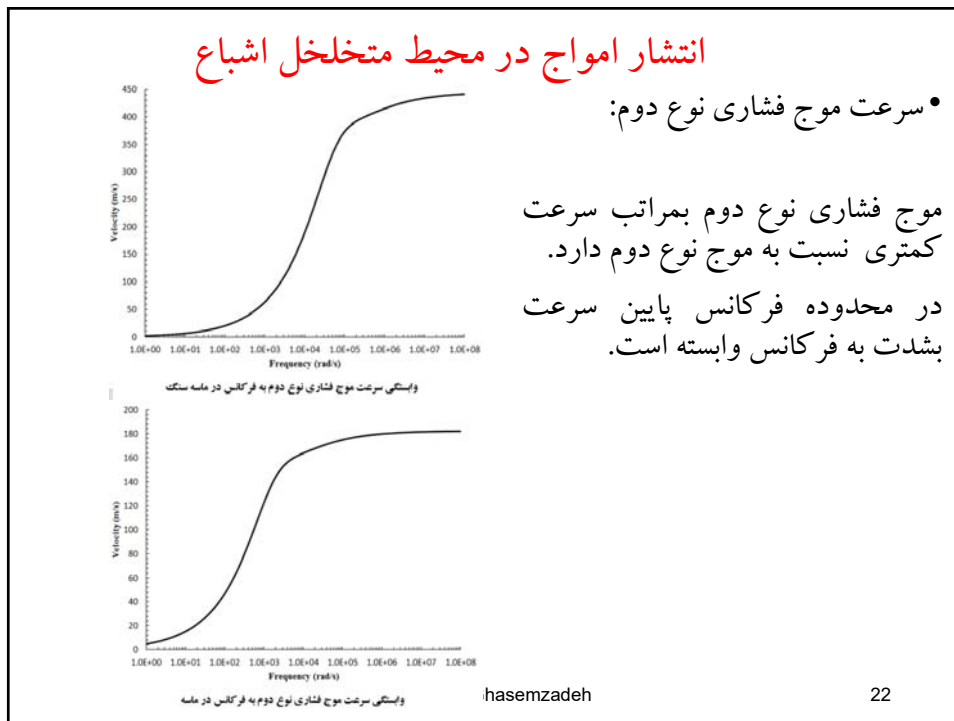 انتشار امواج در محیط متخلخل اشباع
•سرعت موج فشاری نوع دوم:
موج فشاری نوع دوم بمراتب سرعت
کمتری نسبت به موج نوع دوم دارد.
در محدوده فرکانس پایین سرعت
بشدت به فرکانس وابسته است.
450
400
350
300
250
200
150
100
50
0
Velocity (m/s)
1.0E+00 1.0E+01 1.0E+02 1.0E+03 1.0E+04 1.0E+05 1.0E+06 1.0E+07 1.0E+08
Frequency (rad/s)
وابستگی سرعت موج فشاری نوع دوم به فرکانس در ماسه سنگ
200
180
160
140
120
100
80
60
40
20
0
Velocity (m/s)
1.0E+00 1.0E+01 1.0E+02 1.0E+03 1.0E+04 1.0E+05 1.0E+06 1.0E+07 1.0E+08
Frequency (rad/s)
وابستگی سرعت موج فشاری نوع دوم به فرکانس در ماسه
hasemzadeh
22